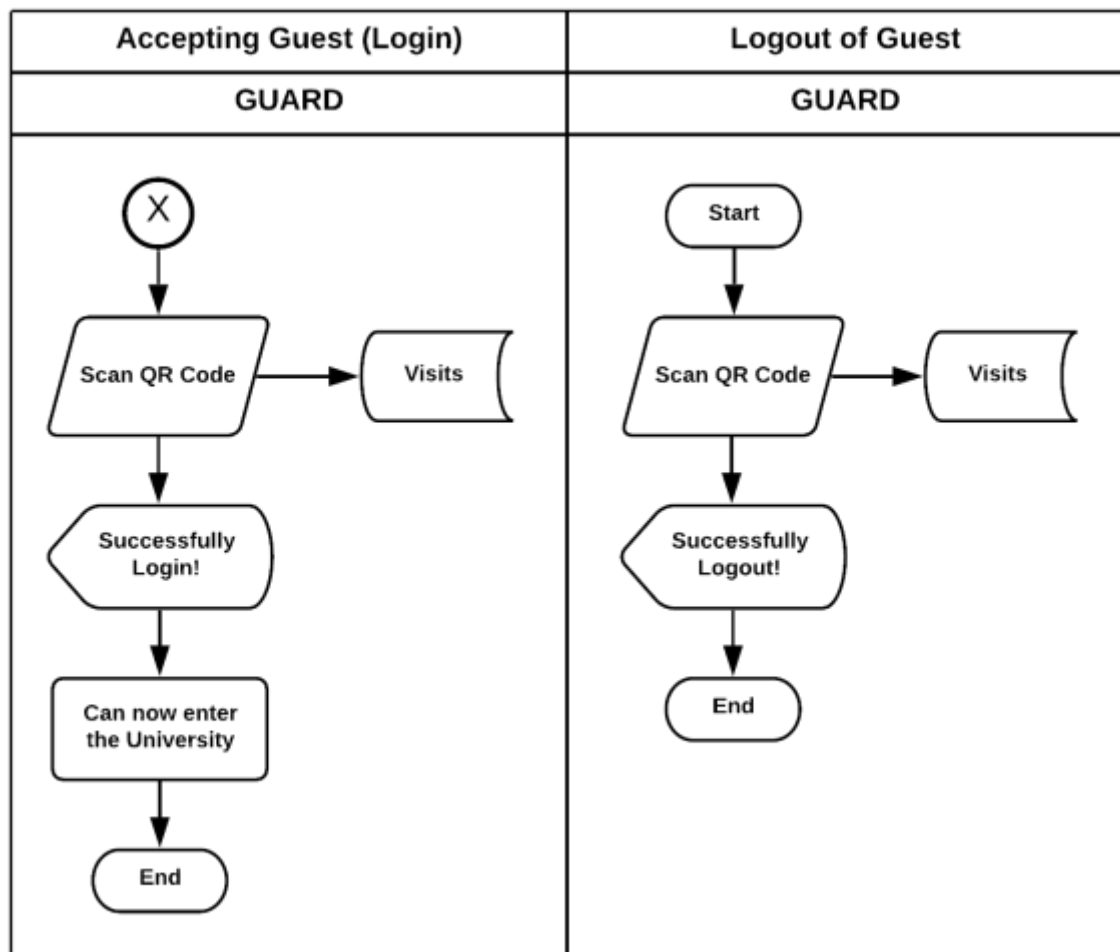 Accepting Guest (Login)
Logout of Guest
GUARD
GUARD
X
Scan QR Code
Visits
Successfully
Login!
Can now enter
the University
End
Start
Scan QR Code
Visits
Successfully
Logout!
End